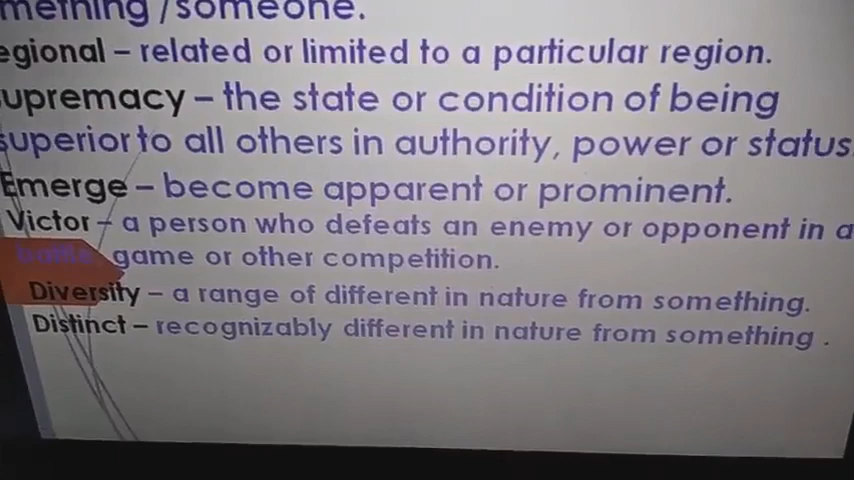 mething /someone.
egional – related or limited to a particular region.
upremacy – the state or condition of being
superior to all others in authority, power or status.
Emerge – become apparent or prominent.
Victor – a person who defeats an enemy or opponent in a
battle, game or other competition.
Diversity – a range of different in nature from something.
Distinct – recognizably different in nature from something .